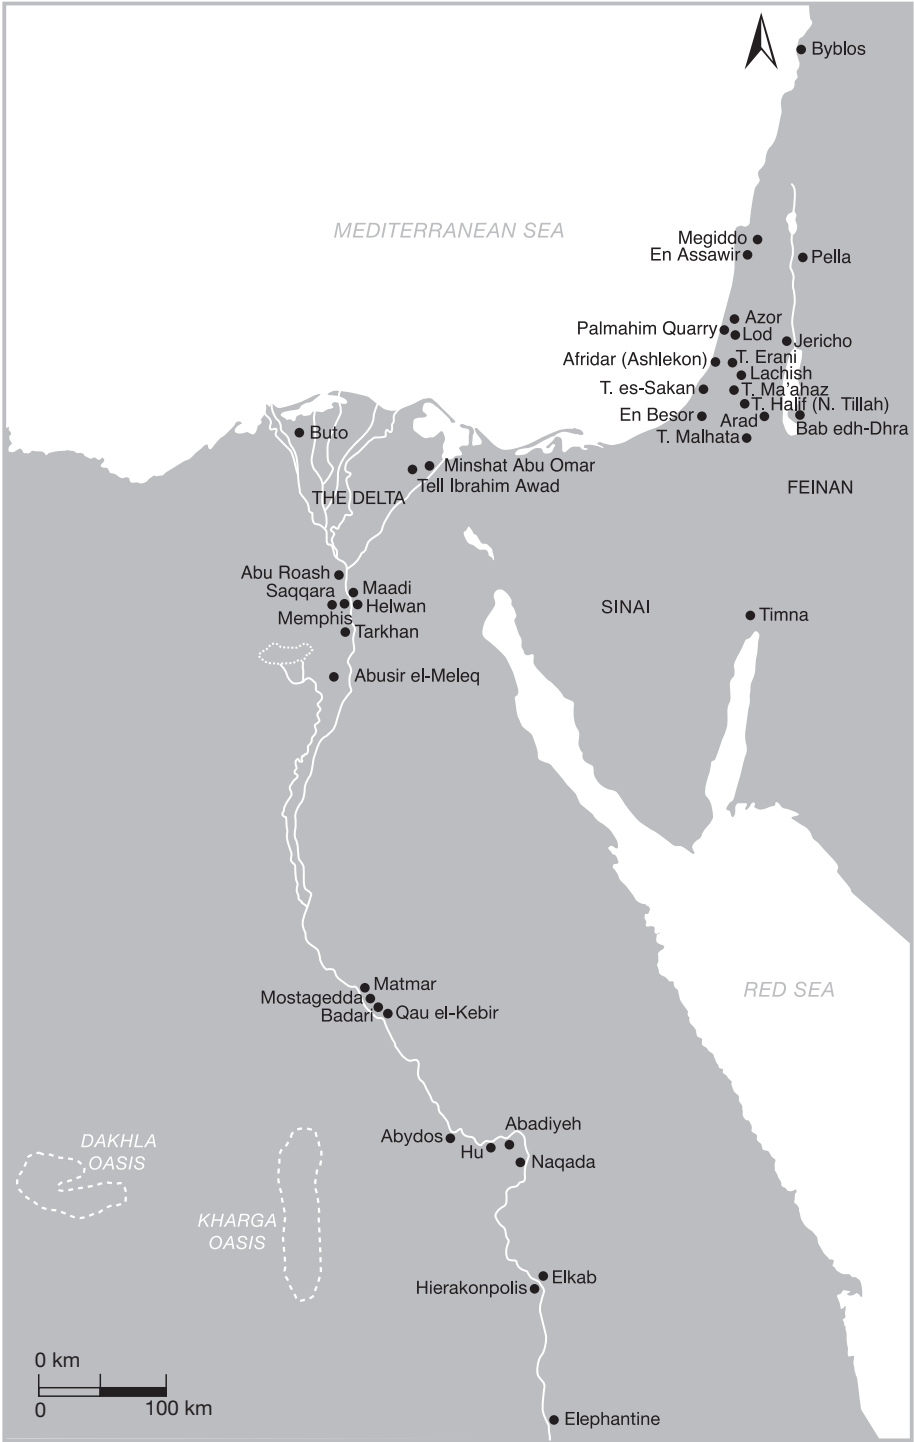 Byblos
MEDITERRANEAN SEA
Megiddo
En Assawir
Pella
Azor
Palmahim Quarry
Lod
Jericho
Afridar (Ashlekon)
T. Erani
Lachish
T. es-Sakan
T. Ma'ahaz
T. Halif (N. Tillah)
En Besor
Arad
Bab edh-Dhra
T. Malhata
Buto
Minshat Abu Omar
Tell Ibrahim Awad
THE DELTA
FEINAN
Abu Roash
Saqqara
Maadi
Helwan
Memphis
Tarkhan
SINAI
Timna
Abusir el-Meleq
Matmar
Mostagedda
Badari
Qau el-Kebir
RED SEA
Abadiyeh
Abydos
Hu
Naqada
DAKHLA
OASIS
KHARGA
OASIS
Elkab
Hierakonpolis
0 km
0 100 km
Elephantine